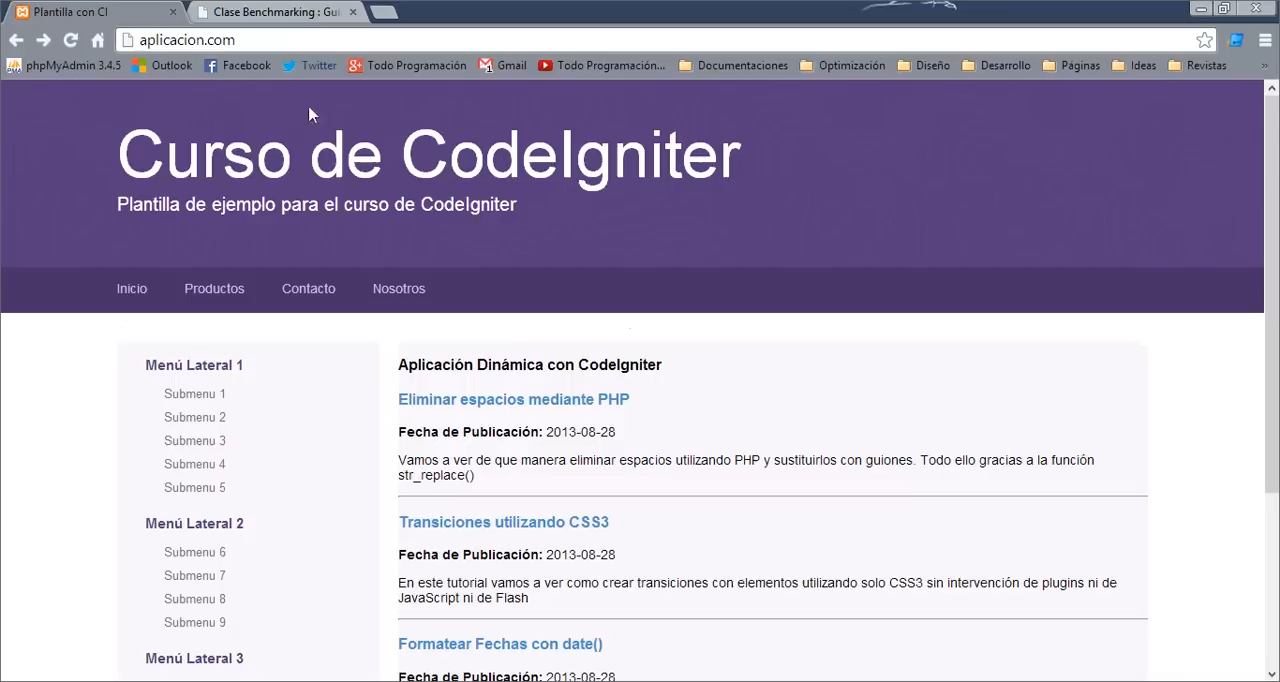 Plantilla con CI
Clase Benchmarking : Gui
aplicacion.com
phpMyAdmin 3.4.5 Outlook Facebook Twitter Todo Programación Gmail Todo Programación... Documentaciones Optimización Diseño Desarrollo Páginas Ideas Revistas »
Curso de CodeIgniter
Plantilla de ejemplo para el curso de CodeIgniter
Inicio Productos Contacto Nosotros
Menú Lateral 1
Submenu 1
Submenu 2
Submenu 3
Submenu 4
Submenu 5
Menú Lateral 2
Submenu 6
Submenu 7
Submenu 8
Submenu 9
Menú Lateral 3
Aplicación Dinámica con CodeIgniter
Eliminar espacios mediante PHP
Fecha de Publicación: 2013-08-28
Vamos a ver de que manera eliminar espacios utilizando PHP y sustituirlos con guiones. Todo ello gracias a la función
str_replace()
Transiciones utilizando CSS3
Fecha de Publicación: 2013-08-28
En este tutorial vamos a ver como crear transiciones con elementos utilizando solo CSS3 sin intervención de plugins ni de
JavaScript ni de Flash
Formatear Fechas con date()
Fecha de Publicación: 2013-08-28